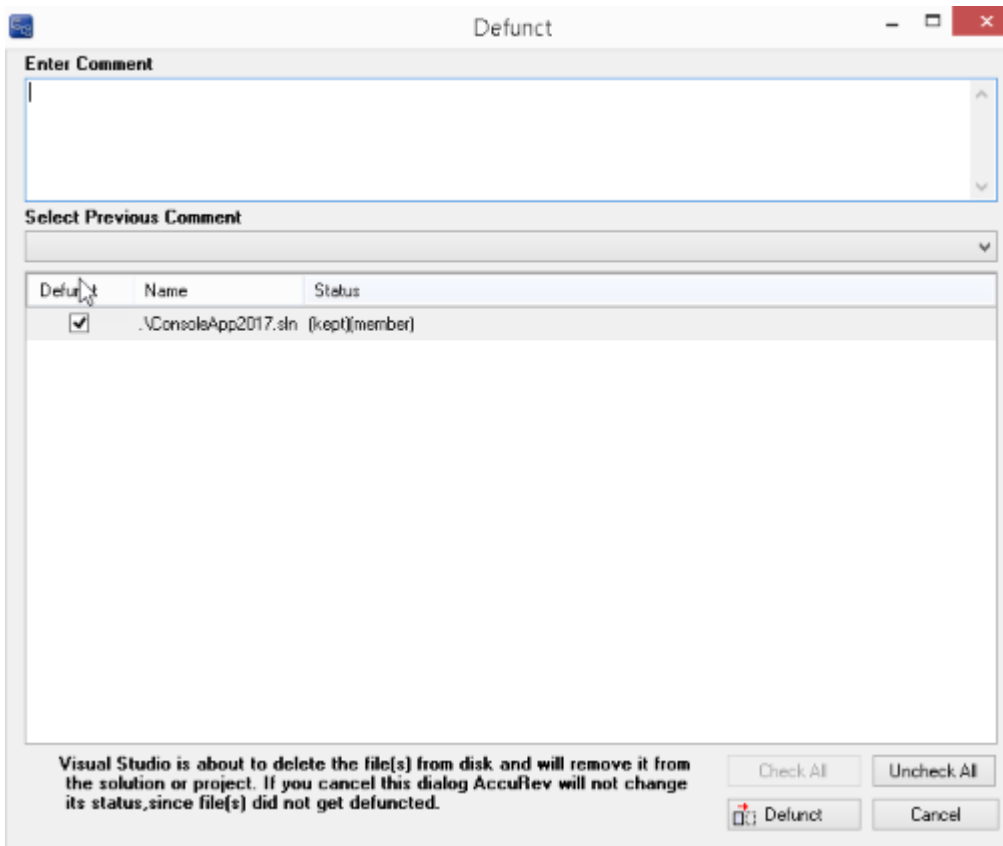 Defunct
Enter Comment
Select Previous Comment
Defunct Name Status
.\ConsoleApp2017.sln (kept)(member)
Visual Studio is about to delete the file(s) from disk and will remove it from
the solution or project. If you cancel this dialog AccuRev will not change
its status,since file(s) did not get defuncted.
Check All Uncheck All
Defunct Cancel